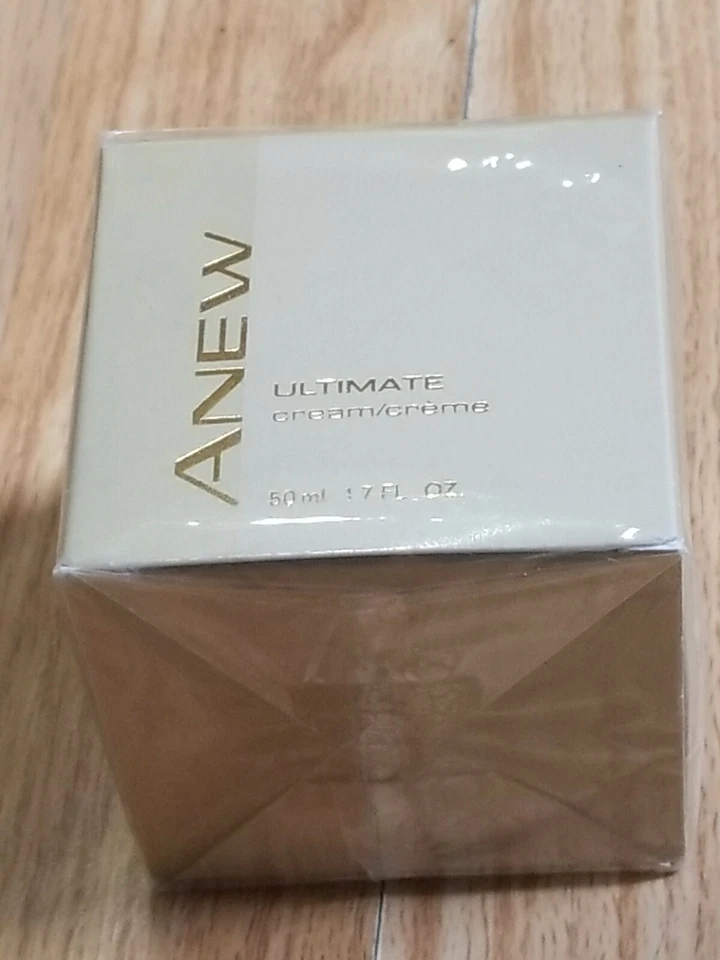 ANEW
ULTIMATE
cream/crème
50 ml 1.7 FL. OZ.